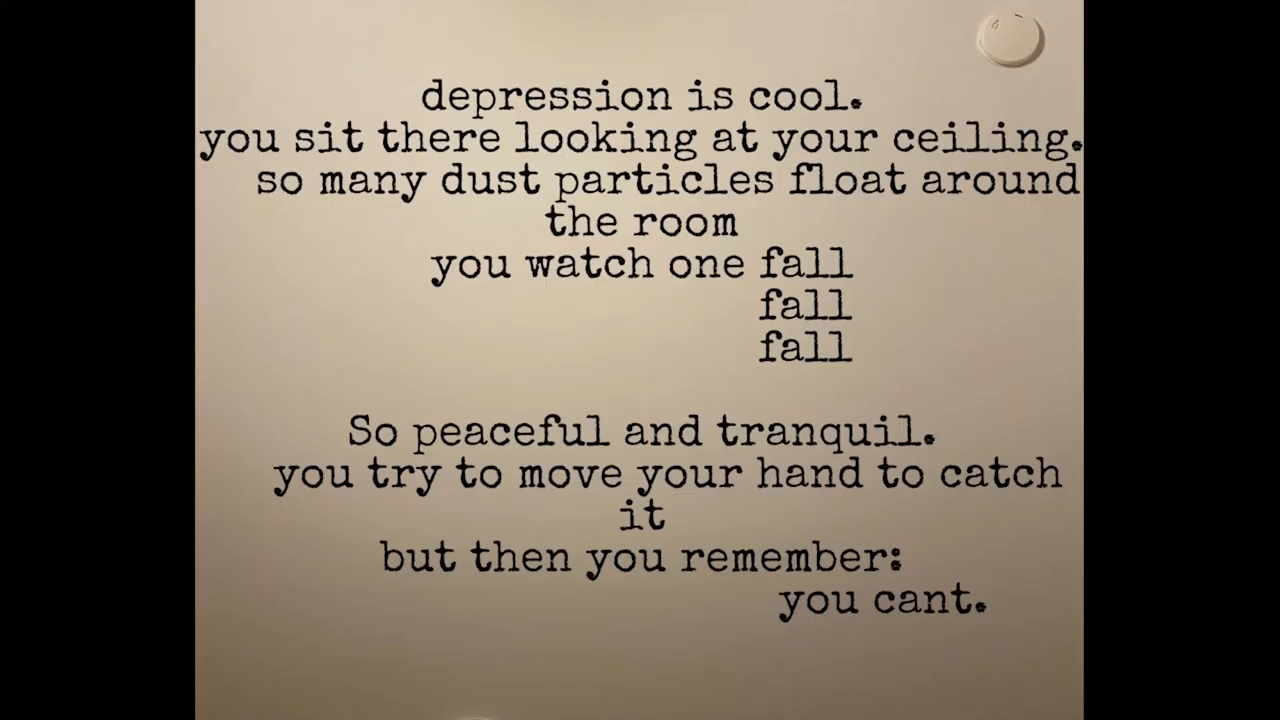 depression is cool.
you sit there looking at your ceiling.
so many dust particles float around
the room
you watch one fall
fall
fall
So peaceful and tranquil.
you try to move your hand to catch
it
but then you remember:
you cant.